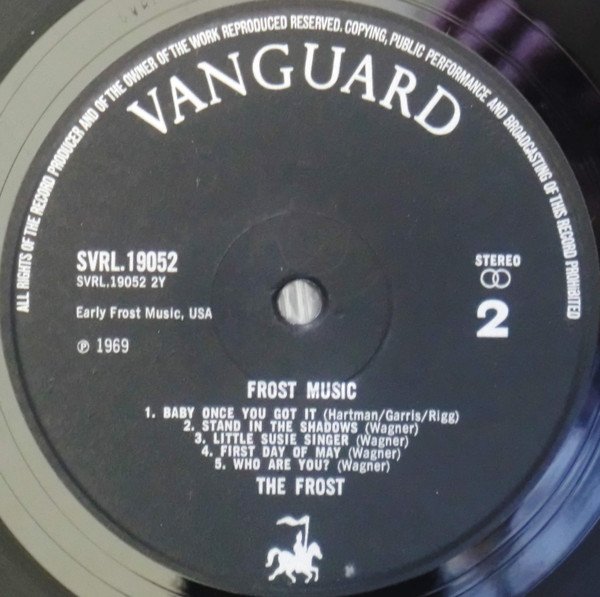 ALL RIGHTS OF THE RECORD PRODUCER AND OF THE OWNER OF THE WORK REPRODUCED RESERVED. COPYING, PUBLIC PERFORMANCE AND BROADCASTING OF THIS RECORD PROHIBITED
VANGUARD
SVRL.19052
SVRL.19052 2Y
STEREO
Early Frost Music, USA
2
℗ 1969
FROST MUSIC
1. BABY ONCE YOU GOT IT (Hartman/Garris/Rigg)
2. STAND IN THE SHADOWS (Wagner)
3. LITTLE SUSIE SINGER (Wagner)
4. FIRST DAY OF MAY (Wagner)
5. WHO ARE YOU? (Wagner)
THE FROST